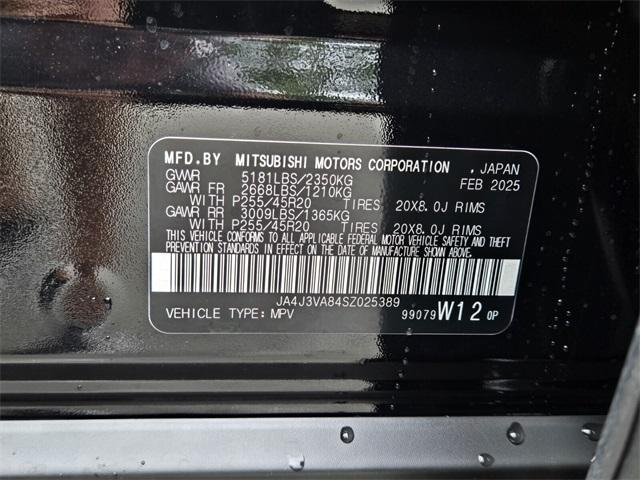 MFD.BY MITSUBISHI MOTORS CORPORATION , JAPAN
GVWR 5181LBS/2350KG FEB 2025
GAWR FR 2668LBS/1210KG
WITH P255/45R20 TIRES 20X8.0J RIMS
GAWR RR 3009LBS/1365KG
WITH P255/45R20 TIRES 20X8.0J RIMS
THIS VEHICLE CONFORMS TO ALL APPLICABLE FEDERAL MOTOR VEHICLE SAFETY AND THEFT
PREVENTION STANDARDS IN EFFECT ON THE DATE OF MANUFACTURE SHOWN ABOVE.
JA4J3VA84SZ025389
VEHICLE TYPE:MPV 99079 W12 0P